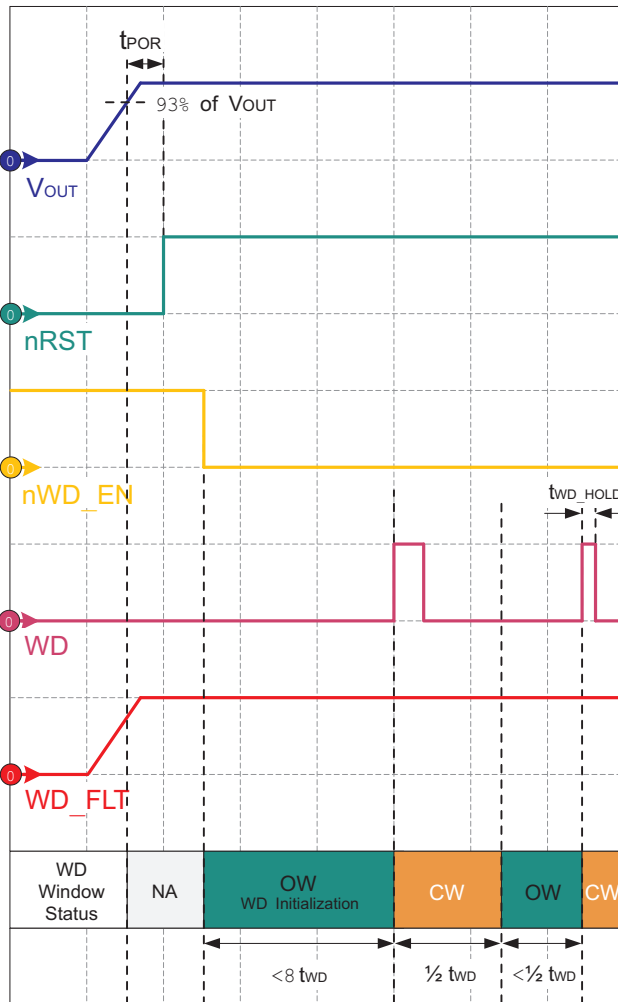 tPOR
93% of VOUT
0
VOUT
0
nRST
0
nWD_EN
tWD_HOLD
0
WD
0
WD_FLT
WD
Window
Status
NA
OW
WD Initialization
CW
OW
CW
<8 tWD
½ tWD
<½ tWD